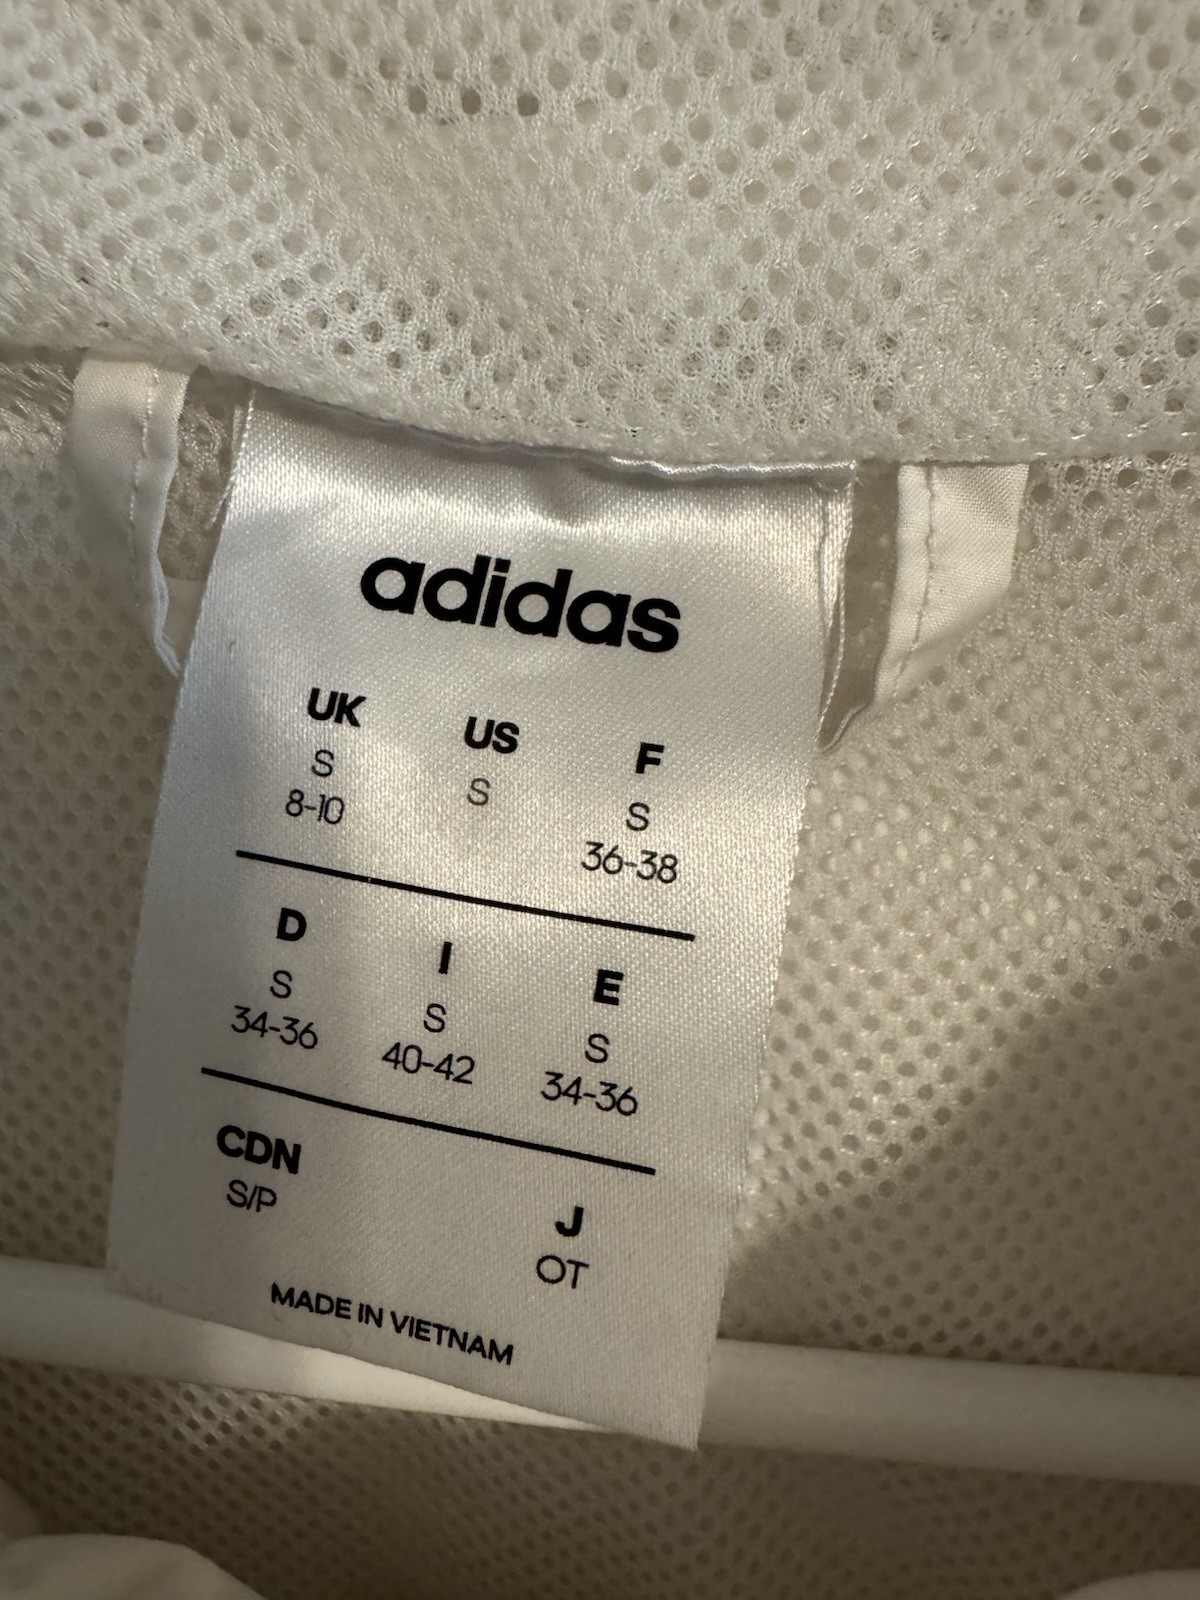 adidas
UK US F
S S S
8-10 36-38
D I E
S S S
34-36 40-42 34-36
CDN J
S/P OT
MADE IN VIETNAM